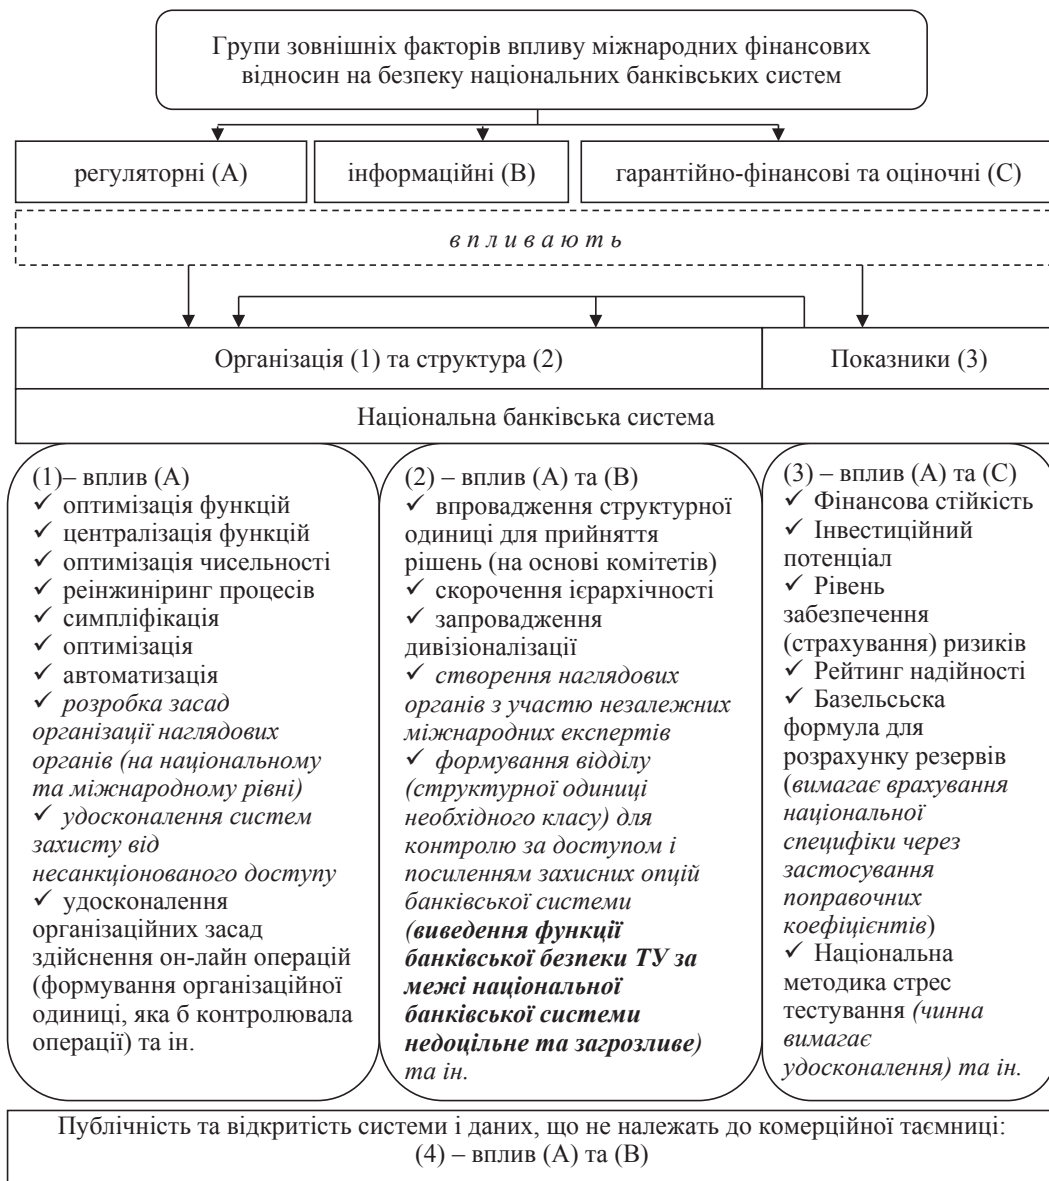 Групи зовнішніх факторів впливу міжнародних фінансових
відносин на безпеку національних банківських систем
регуляторні (А)
інформаційні (В)
гарантійно-фінансові та оціночні (С)
в п л и в а ю т ь
Організація (1) та структура (2)
Показники (3)
Національна банківська система
(1)– вплив (А)
✓ оптимізація функцій
✓ централізація функцій
✓ оптимізація чисельності
✓ реінжиніринг процесів
✓ симпліфікація
✓ оптимізація
✓ автоматизація
✓ розробка засад
організації наглядових
органів (на національному
та міжнародному рівні)
✓ удосконалення систем
захисту від
несанкціонованого доступу
✓ удосконалення
організаційних засад
здійснення он-лайн операцій
(формування організаційної
одиниці, яка б контролювала
операції) та ін.
(2) – вплив (А) та (В)
✓ впровадження структурної
одиниці для прийняття
рішень (на основі комітетів)
✓ скорочення ієрархічності
✓ запровадження
дивізіоналізації
✓ створення наглядових
органів з участю незалежних
міжнародних експертів
✓ формування відділу
(структурної одиниці
необхідного класу) для
контролю за доступом і
посиленням захисних опцій
банківської системи
(виведення функції
банківської безпеки ТУ за
межі національної
банківської системи
недоцільне та загрозливе)
та ін.
(3) – вплив (А) та (С)
✓ Фінансова стійкість
✓ Інвестиційний
потенціал
✓ Рівень
забезпечення
(страхування) ризиків
✓ Рейтинг надійності
✓ Базельсьска
формула для
розрахунку резервів
(вимагає врахування
національної
специфіки через
застосування
поправочних
коефіцієнтів)
✓ Національна
методика стрес
тестування (чинна
вимагає
удосконалення) та ін.
Публічність та відкритість системи і даних, що не належать до комерційної таємниці:
(4) – вплив (А) та (В)